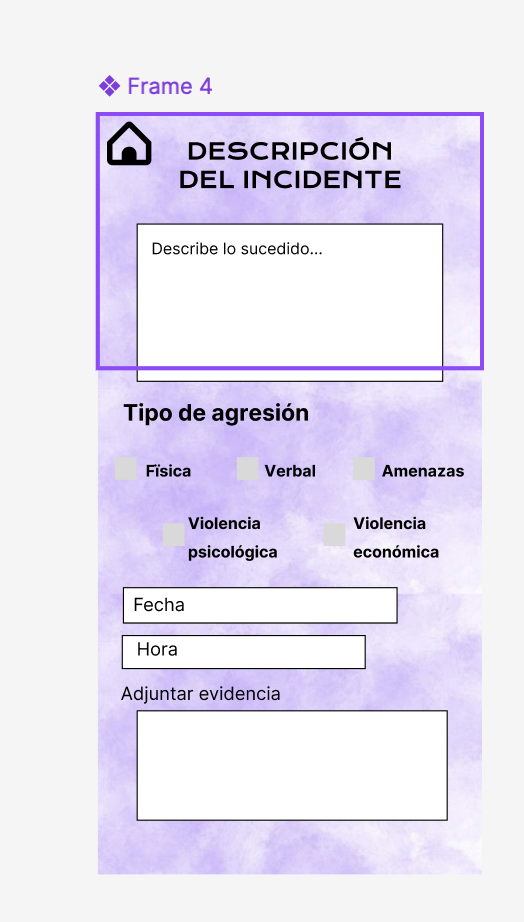 Frame 4
DESCRIPCIÓN
DEL INCIDENTE
Describe lo sucedido...
Tipo de agresión
Fïsica
Verbal
Amenazas
Violencia
psicológica
Violencia
económica
Fecha
Hora
Adjuntar evidencia